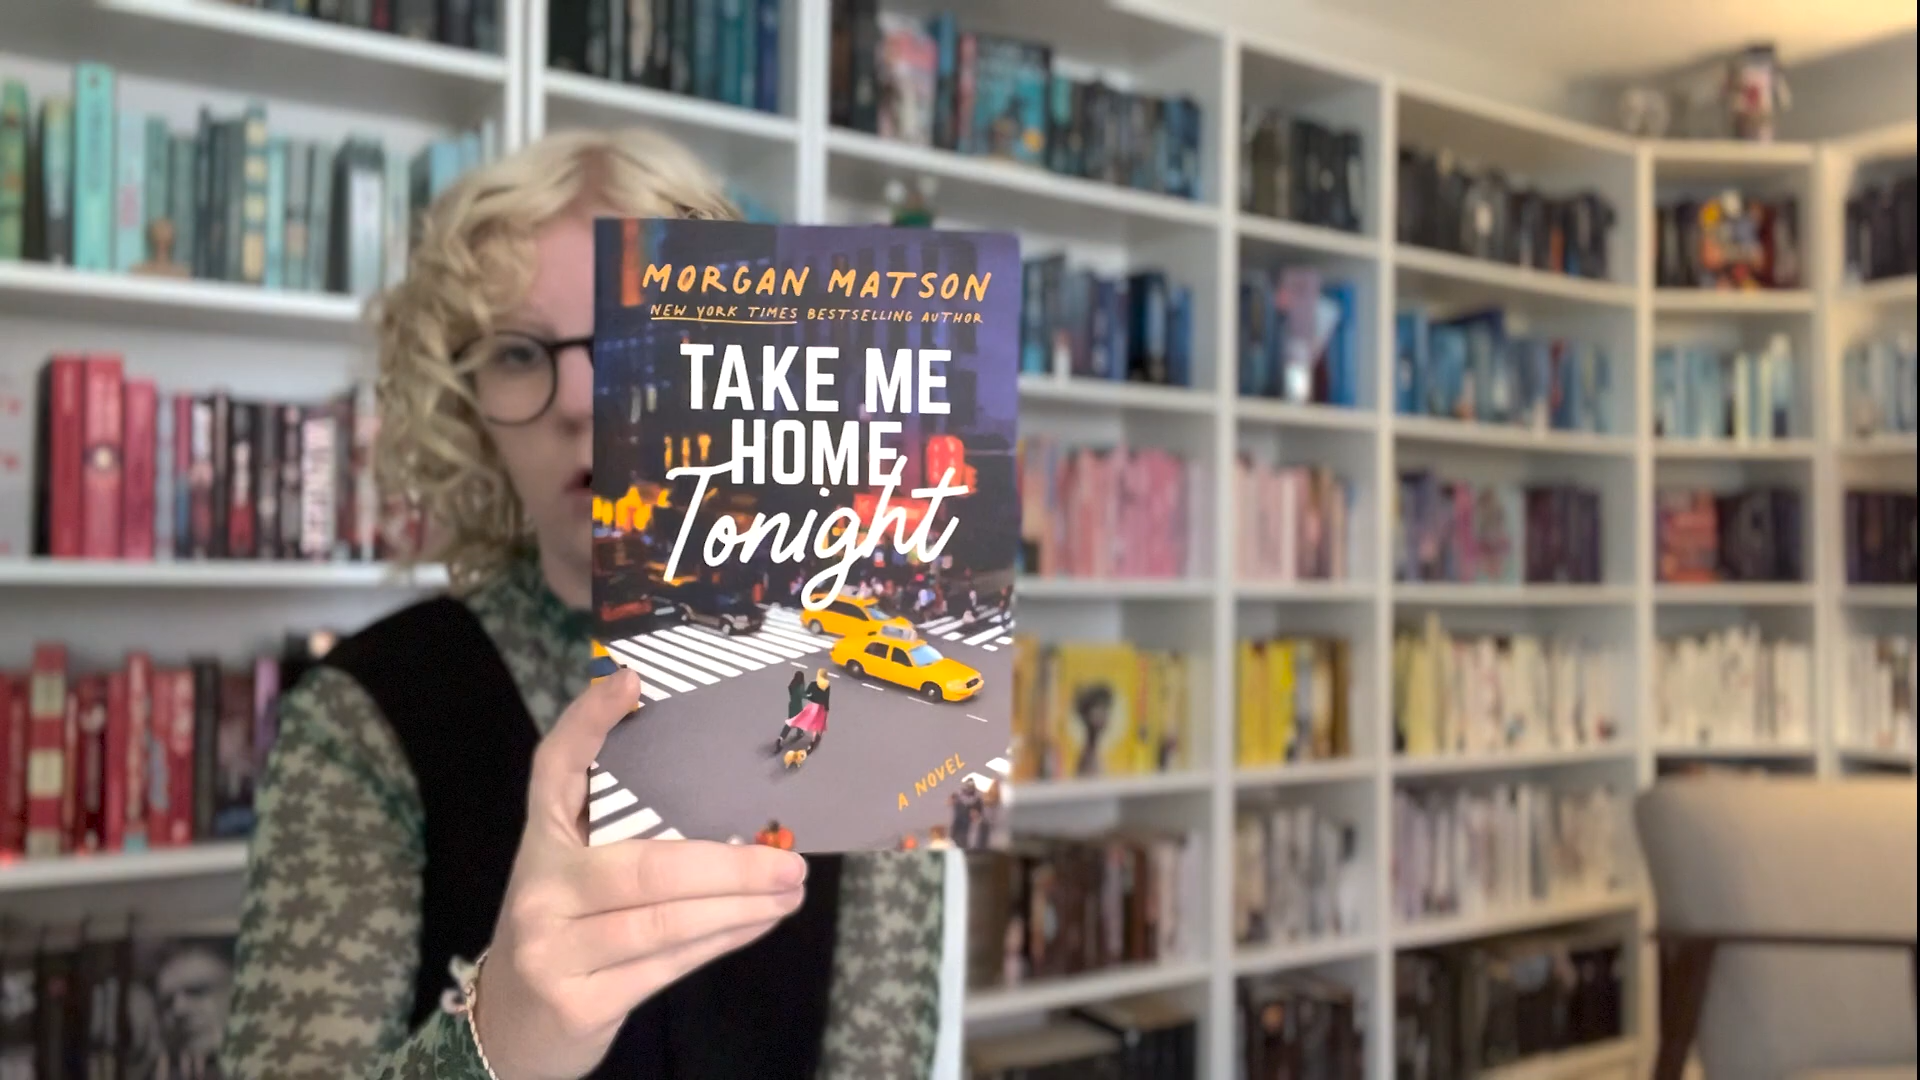 MORGAN MATSON
NEW YORK TIMES BESTSELLING AUTHOR
TAKE ME
HOME
Tonight
A NOVEL